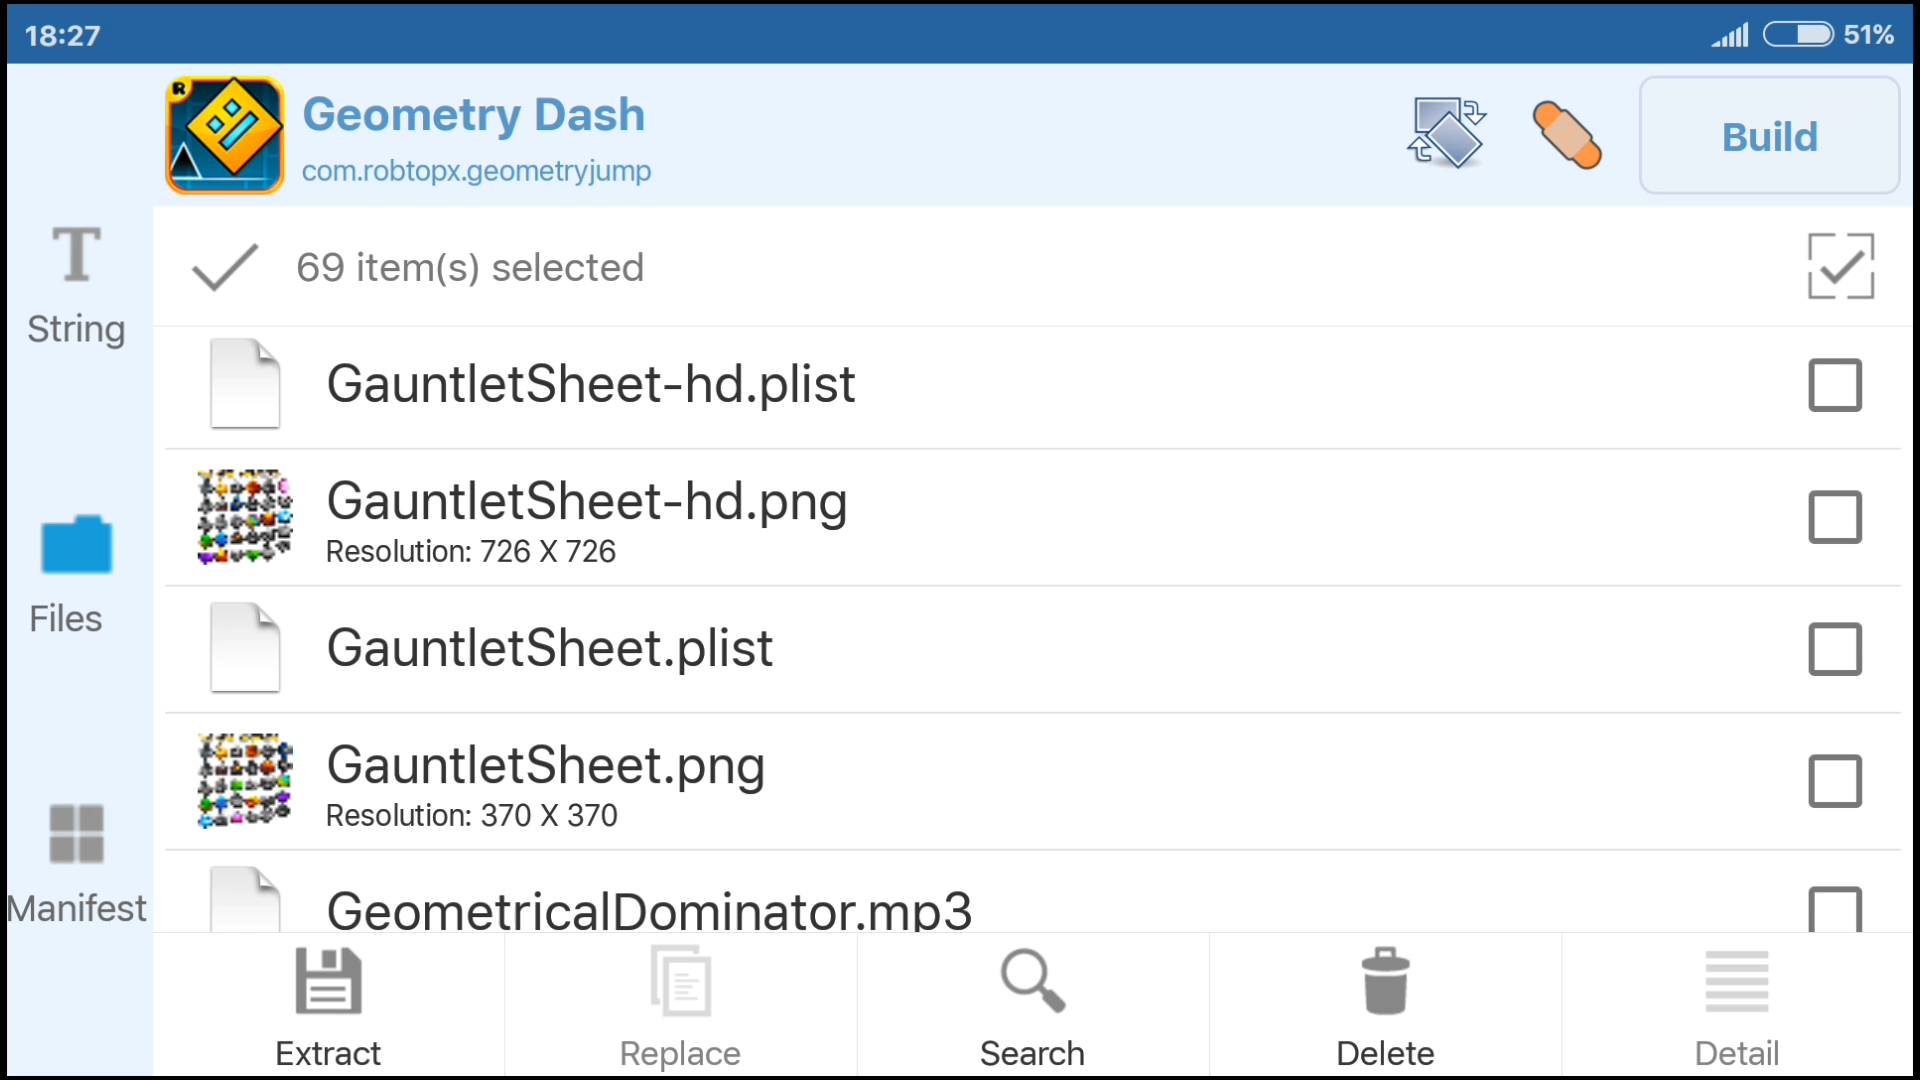 18:27
51%
R
Geometry Dash
com.robtopx.geometryjump
Build
69 item(s) selected
T
String
Files
Manifest
GauntletSheet-hd.plist
GauntletSheet-hd.png
Resolution: 726 X 726
GauntletSheet.plist
GauntletSheet.png
Resolution: 370 X 370
GeometricalDominator.mp3
Extract
Replace
Search
Delete
Detail